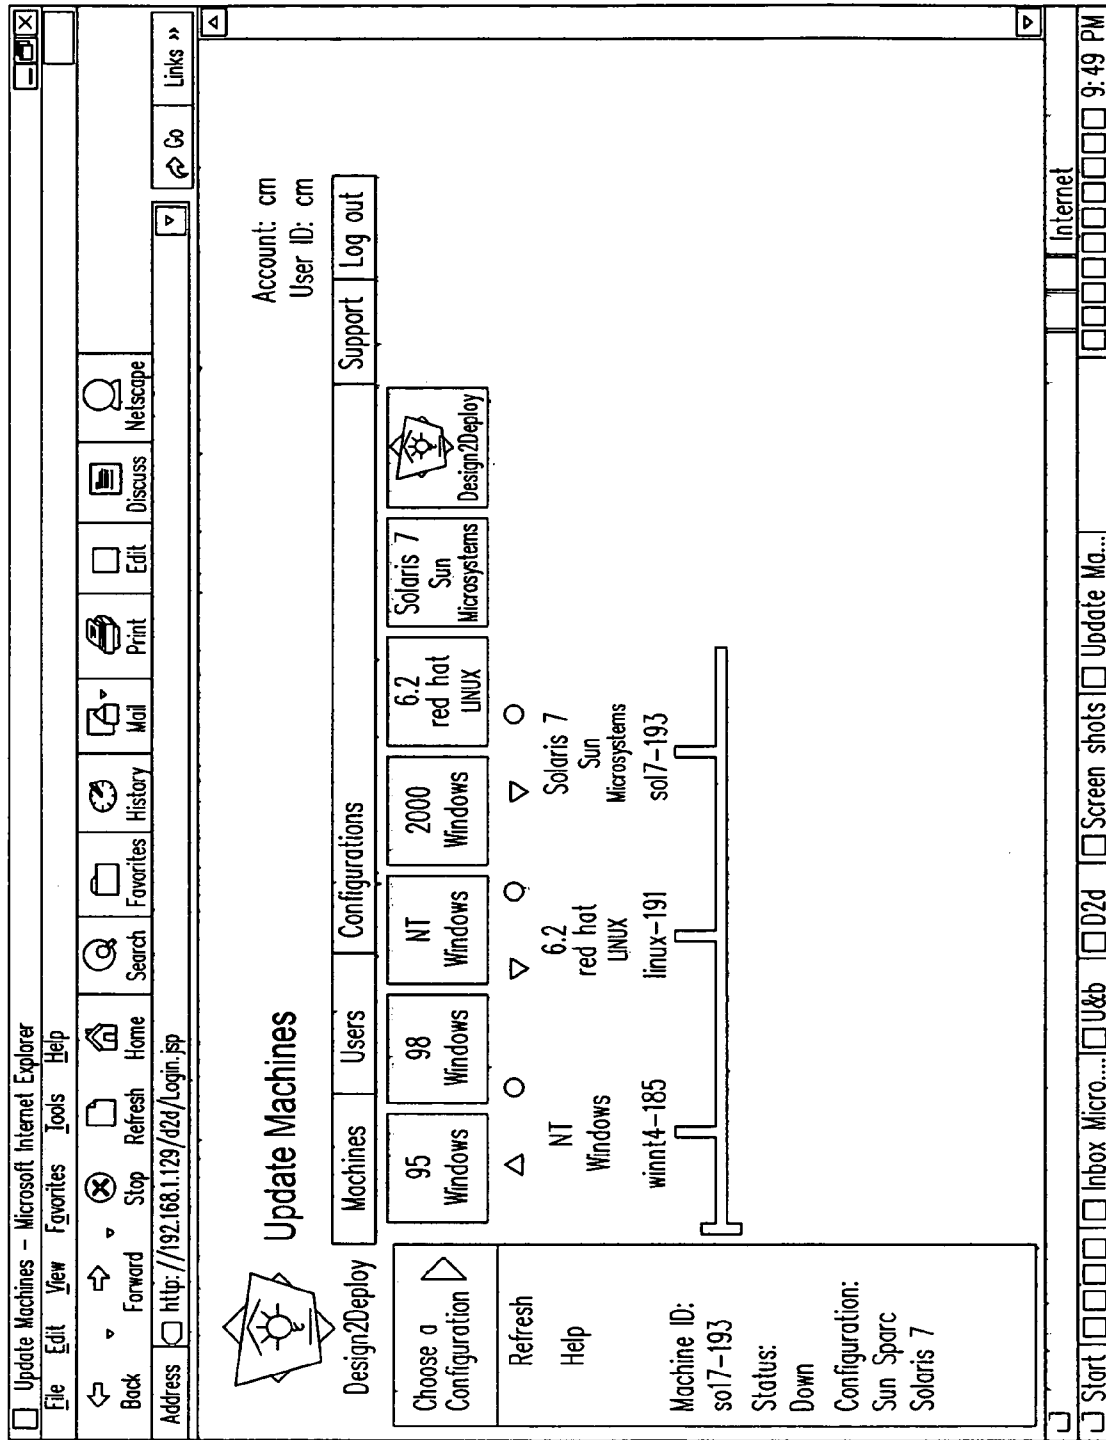 Update Machines – Microsoft Internet Explorer
File Edit View Favorites Tools Help
Back Forward Stop Refresh Home Search Favorites History Mail Print Edit Discuss Netscape
Address http://192.168.1.129/d2d/Login.jsp Go Links »
Design2Deploy
Update Machines
Account: cm
User ID: cm
Machines Users Configurations Support Log out
Choose a
Configuration
95
Windows
98
Windows
NT
Windows
2000
Windows
6.2
red hat
LINUX
Solaris 7
Sun
Microsystems
Design2Deploy
Refresh
Help
NT
Windows
winnt4-185
6.2
red hat
LINUX
linux-191
Solaris 7
Sun
Microsystems
sol7-193
Machine ID:
sol7-193
Status:
Down
Configuration:
Sun Sparc
Solaris 7
Internet
Start Inbox Micro... U&b D2d Screen shots Update Ma... 9:49 PM